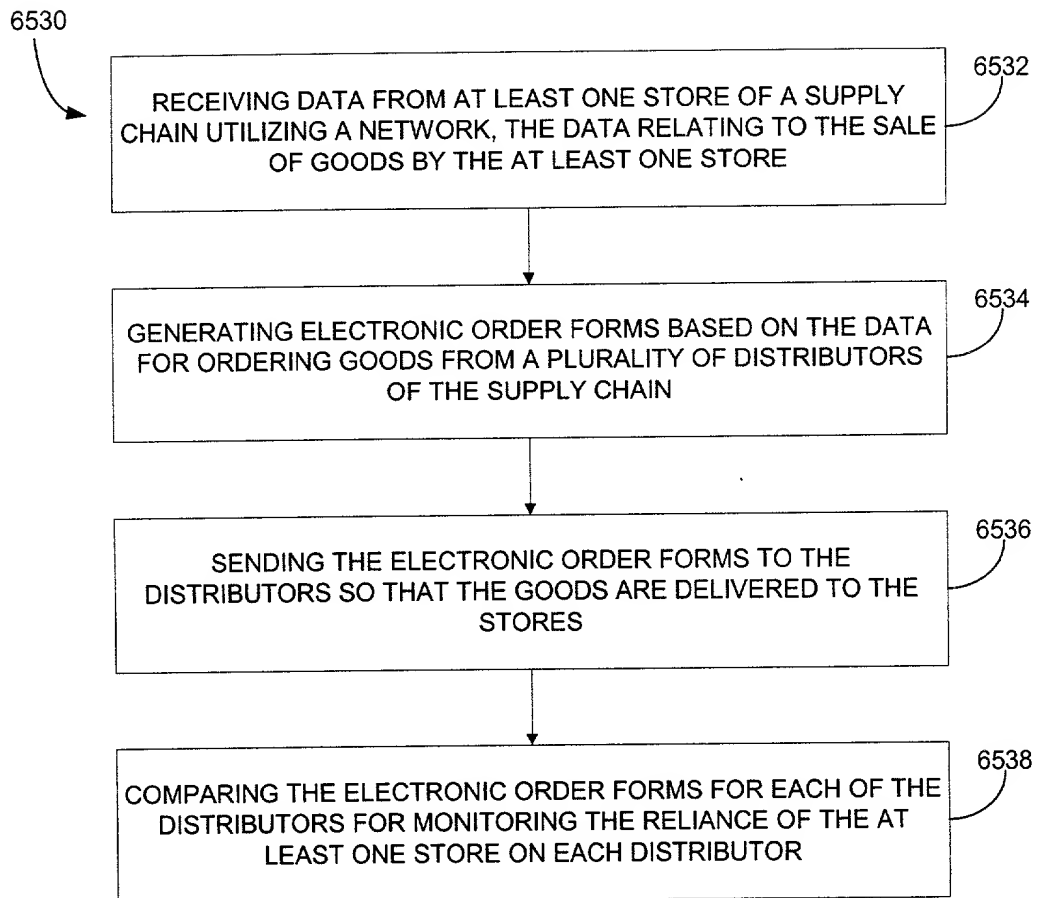 6530
6532
RECEIVING DATA FROM AT LEAST ONE STORE OF A SUPPLY
CHAIN UTILIZING A NETWORK, THE DATA RELATING TO THE SALE
OF GOODS BY THE AT LEAST ONE STORE
6534
GENERATING ELECTRONIC ORDER FORMS BASED ON THE DATA
FOR ORDERING GOODS FROM A PLURALITY OF DISTRIBUTORS
OF THE SUPPLY CHAIN
6536
SENDING THE ELECTRONIC ORDER FORMS TO THE
DISTRIBUTORS SO THAT THE GOODS ARE DELIVERED TO THE
STORES
6538
COMPARING THE ELECTRONIC ORDER FORMS FOR EACH OF THE
DISTRIBUTORS FOR MONITORING THE RELIANCE OF THE AT
LEAST ONE STORE ON EACH DISTRIBUTOR